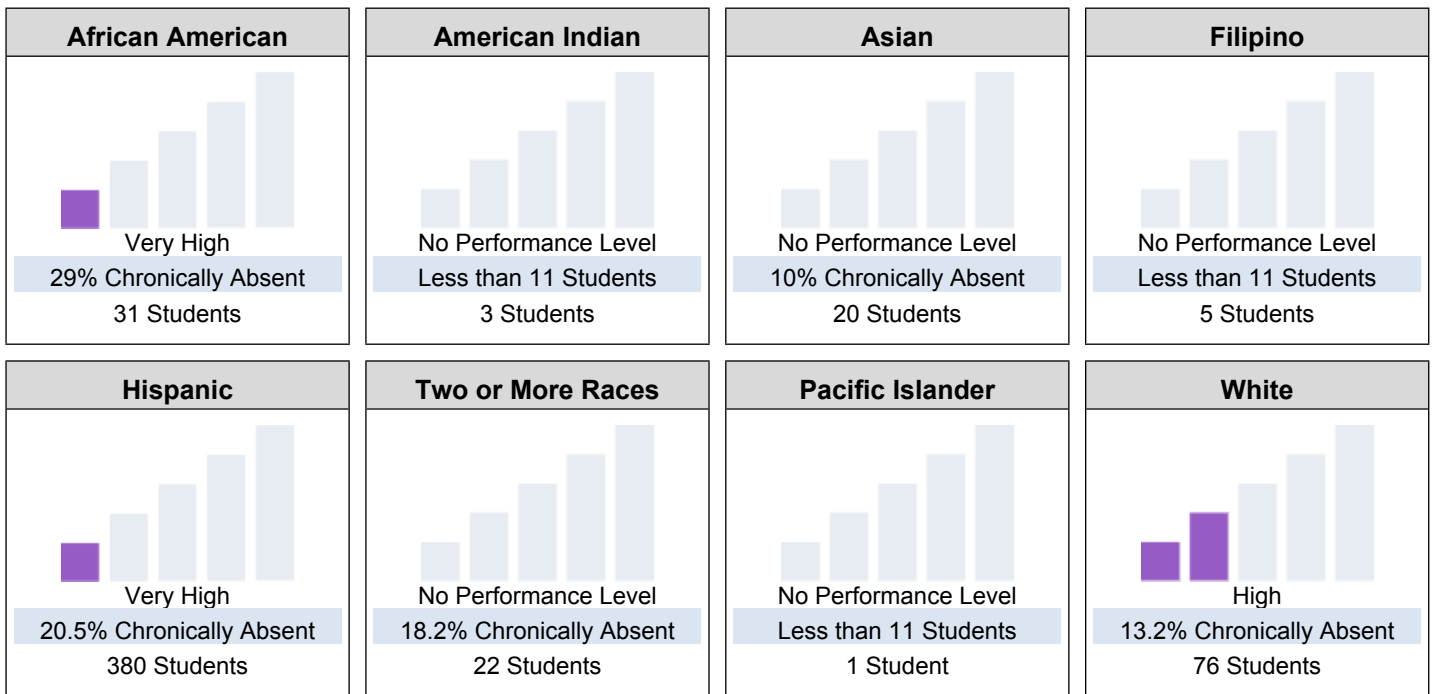 African American
Very High
29% Chronically Absent
31 Students
American Indian
No Performance Level
Less than 11 Students
3 Students
Asian
No Performance Level
10% Chronically Absent
20 Students
Filipino
No Performance Level
Less than 11 Students
5 Students
Hispanic
Very High
20.5% Chronically Absent
380 Students
Two or More Races
No Performance Level
18.2% Chronically Absent
22 Students
Pacific Islander
No Performance Level
Less than 11 Students
1 Student
White
High
13.2% Chronically Absent
76 Students